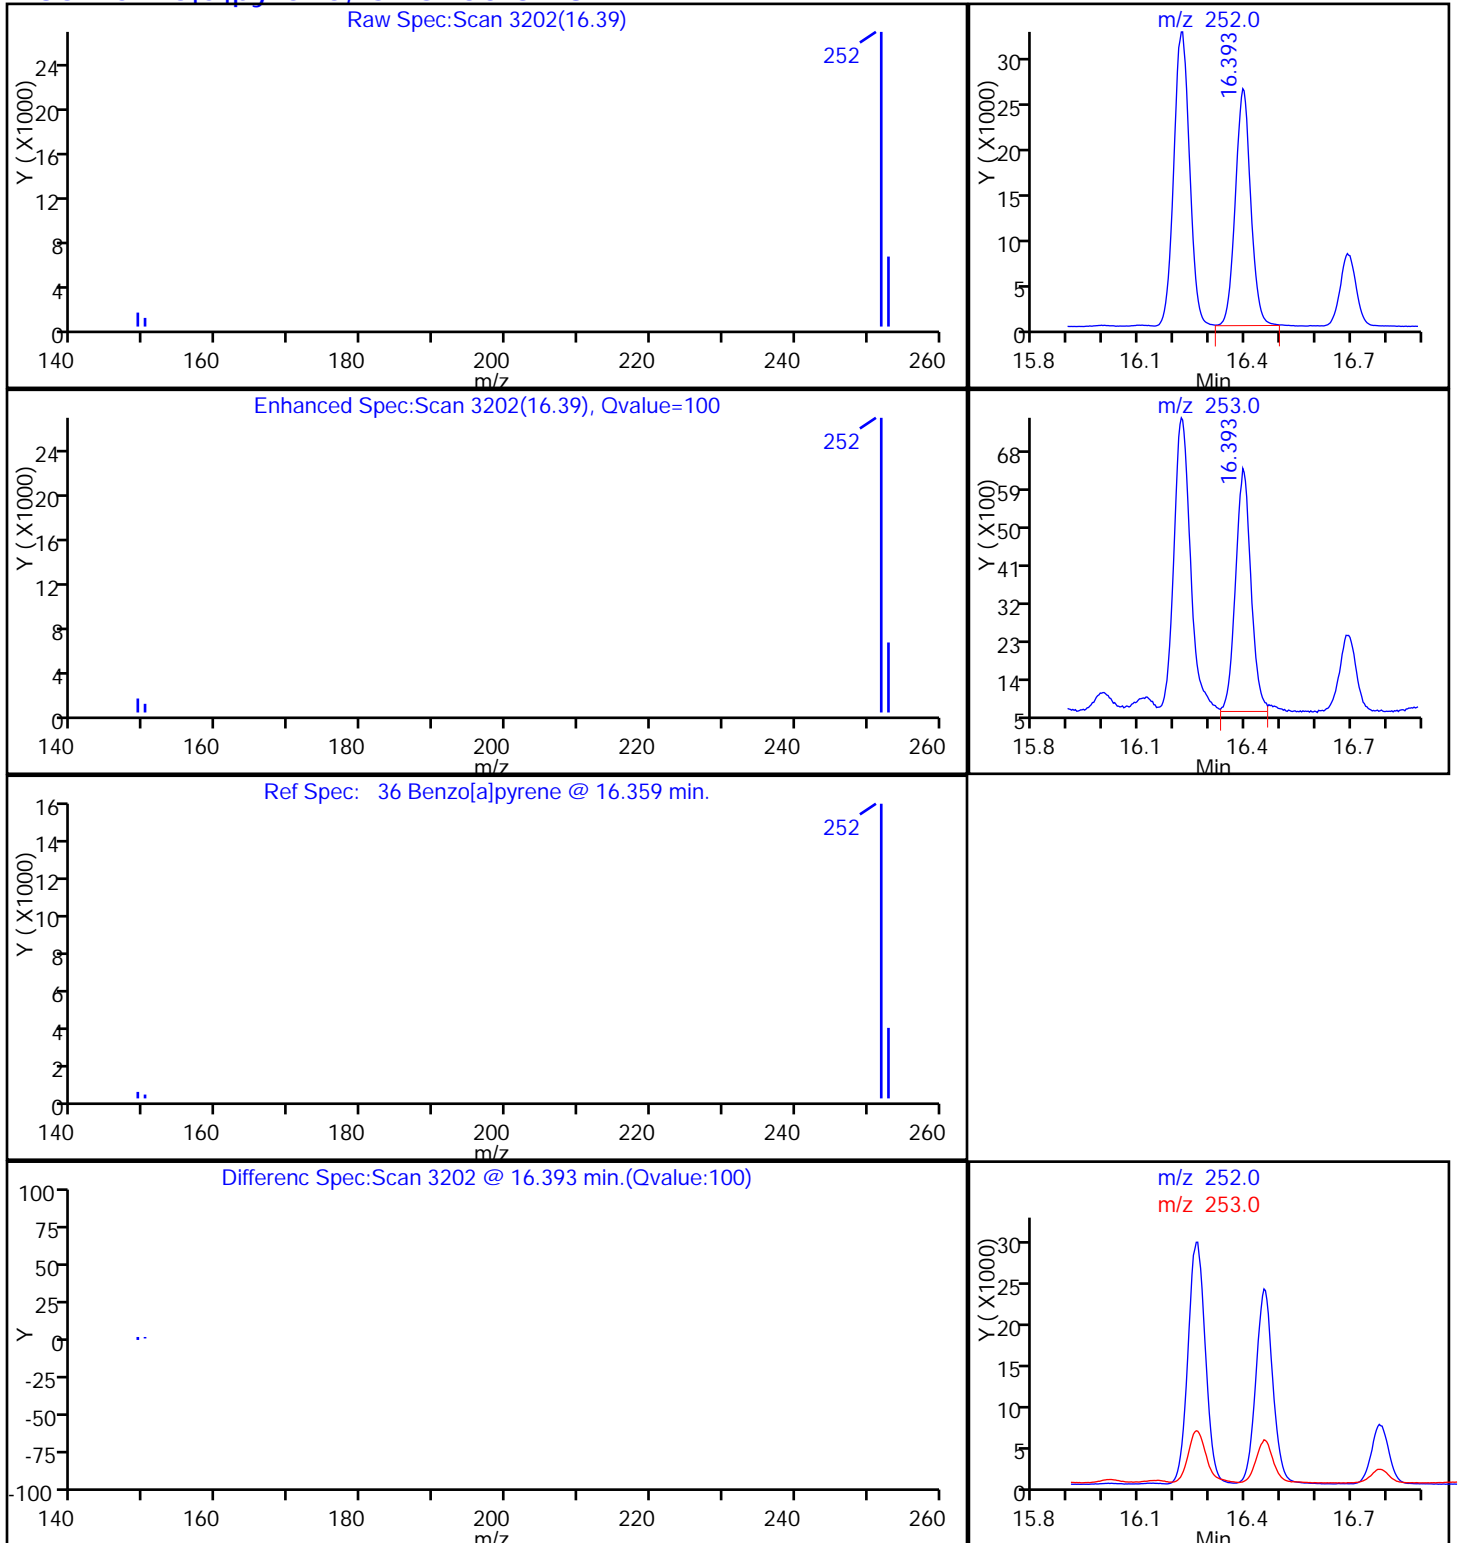 Raw Spec:Scan 3202(16.39)
252
Y ( X1000)
24
20
16
12
8
4
0
140 160 180 200 220 240 260
m/z
m/z 252.0
16.393
Y ( X1000)
30
25
20
15
10
5
0
15.8 16.1 16.4 16.7
Min
Enhanced Spec:Scan 3202(16.39), Qvalue=100
252
Y ( X1000)
24
20
16
12
8
4
0
140 160 180 200 220 240 260
m/z
m/z 253.0
16.393
Y ( X100)
68
59
50
41
32
23
14
5
15.8 16.1 16.4 16.7
Min
Ref Spec: 36 Benzo[a]pyrene @ 16.359 min.
252
Y ( X1000)
16
14
12
10
8
6
4
2
0
140 160 180 200 220 240 260
m/z
Differenc Spec:Scan 3202 @ 16.393 min.(Qvalue:100)
Y
100
75
50
25
0
-25
-50
-75
-100
140 160 180 200 220 240 260
m/z
m/z 252.0
m/z 253.0
Y ( X1000)
30
25
20
15
10
5
0
15.8 16.1 16.4 16.7
Min